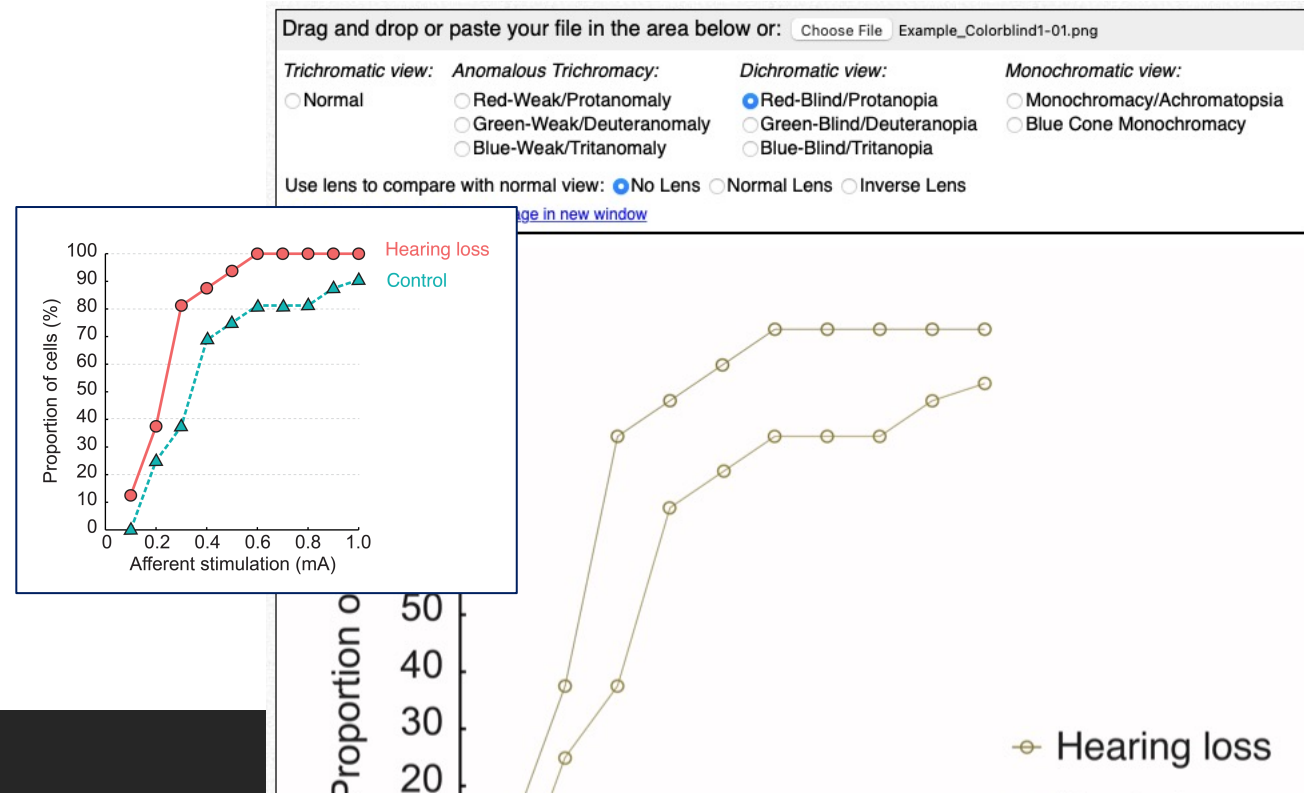 Drag and drop or paste your file in the area below or: Choose File Example_Colorblind1-01.png
Trichromatic view: Anomalous Trichromacy: Dichromatic view: Monochromatic view:
Normal Red-Weak/Protanomaly Red-Blind/Protanopia Monochromacy/Achromatopsia
Green-Weak/Deuteranomaly Green-Blind/Deuteranopia Blue Cone Monochromacy
Blue-Weak/Tritanomaly Blue-Blind/Tritanopia
Use lens to compare with normal view: No Lens Normal Lens Inverse Lens
in new window
100
90
80
70
60
50
40
30
20
10
0
Proportion of cells (%)
0 0.2 0.4 0.6 0.8 1.0
Afferent stimulation (mA)
Hearing loss
Control
Proportion
50
40
30
20
Hearing loss